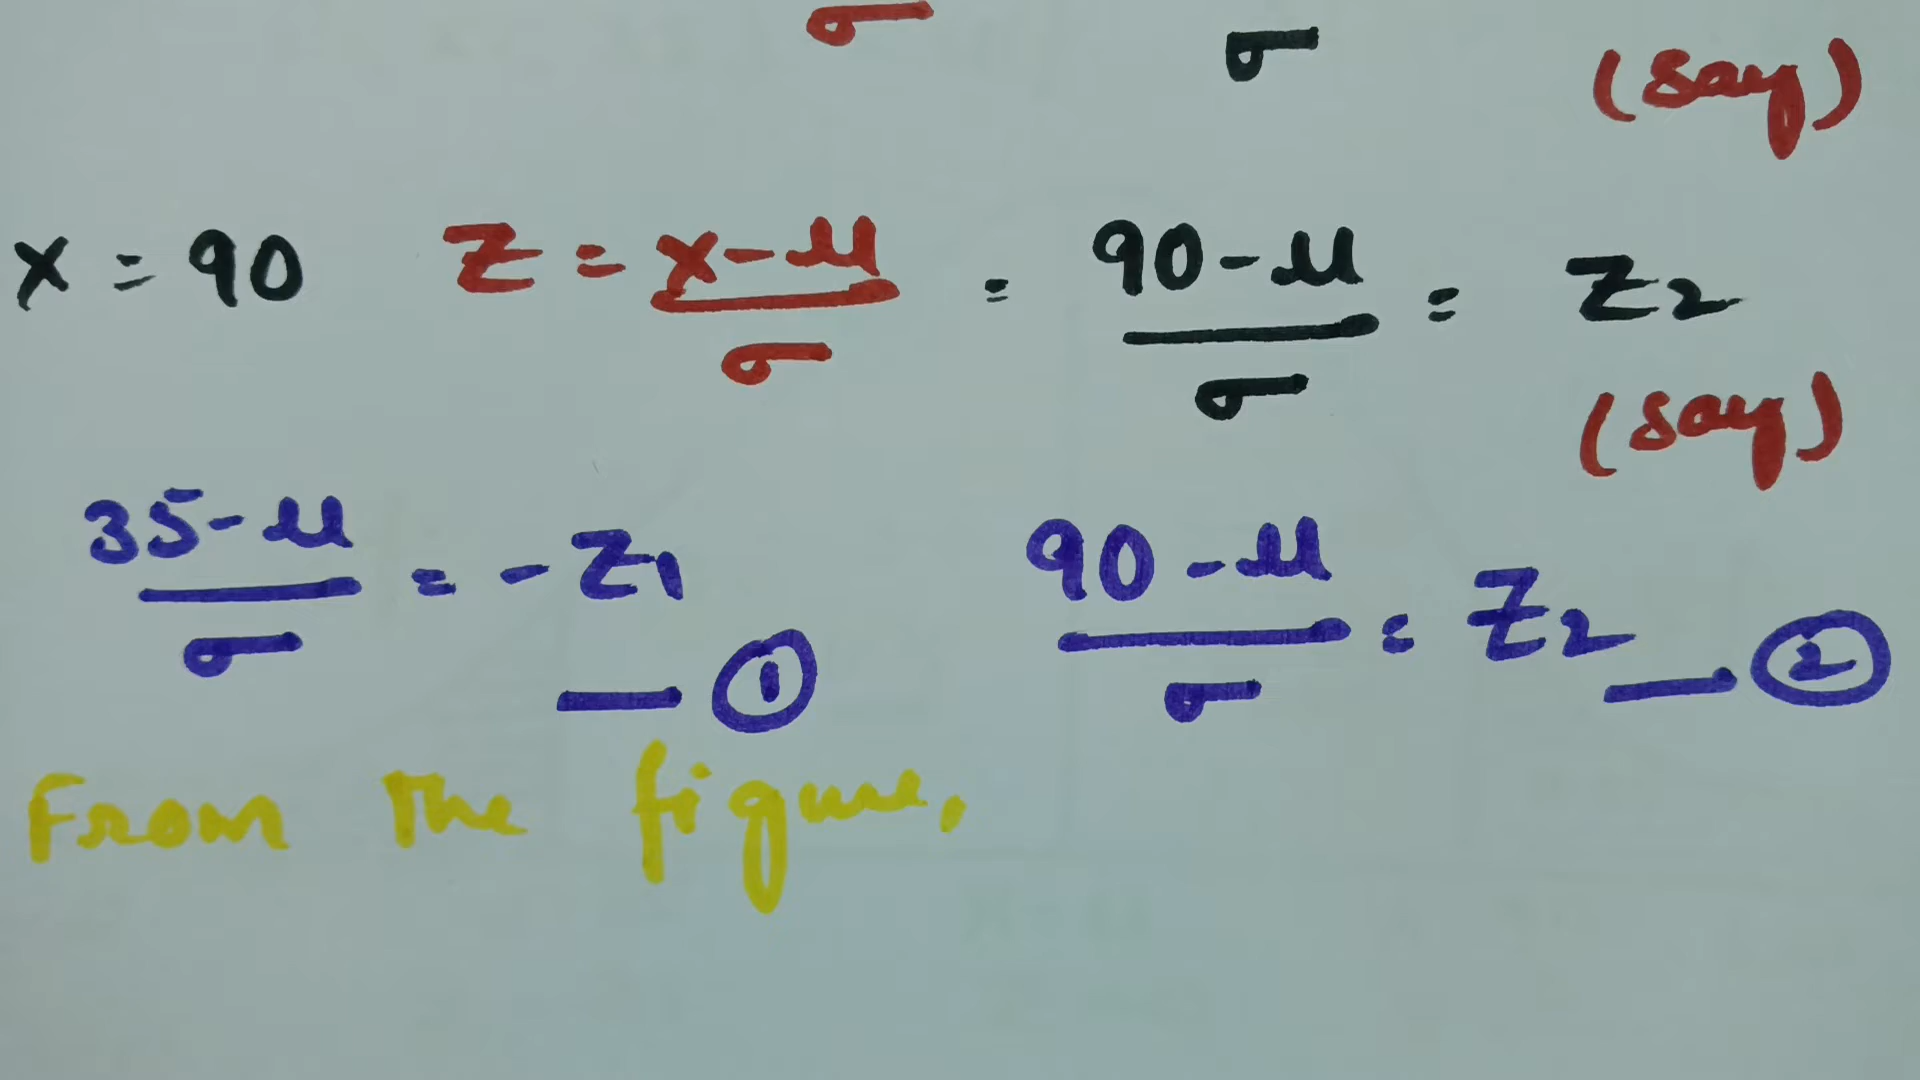 σ σ (say)
x = 90 Z = x-μ/σ = 90-μ/σ = Z2
(say)
35-μ/σ = -Z1 — ① 90-μ/σ = Z2 — ②
From the figure,